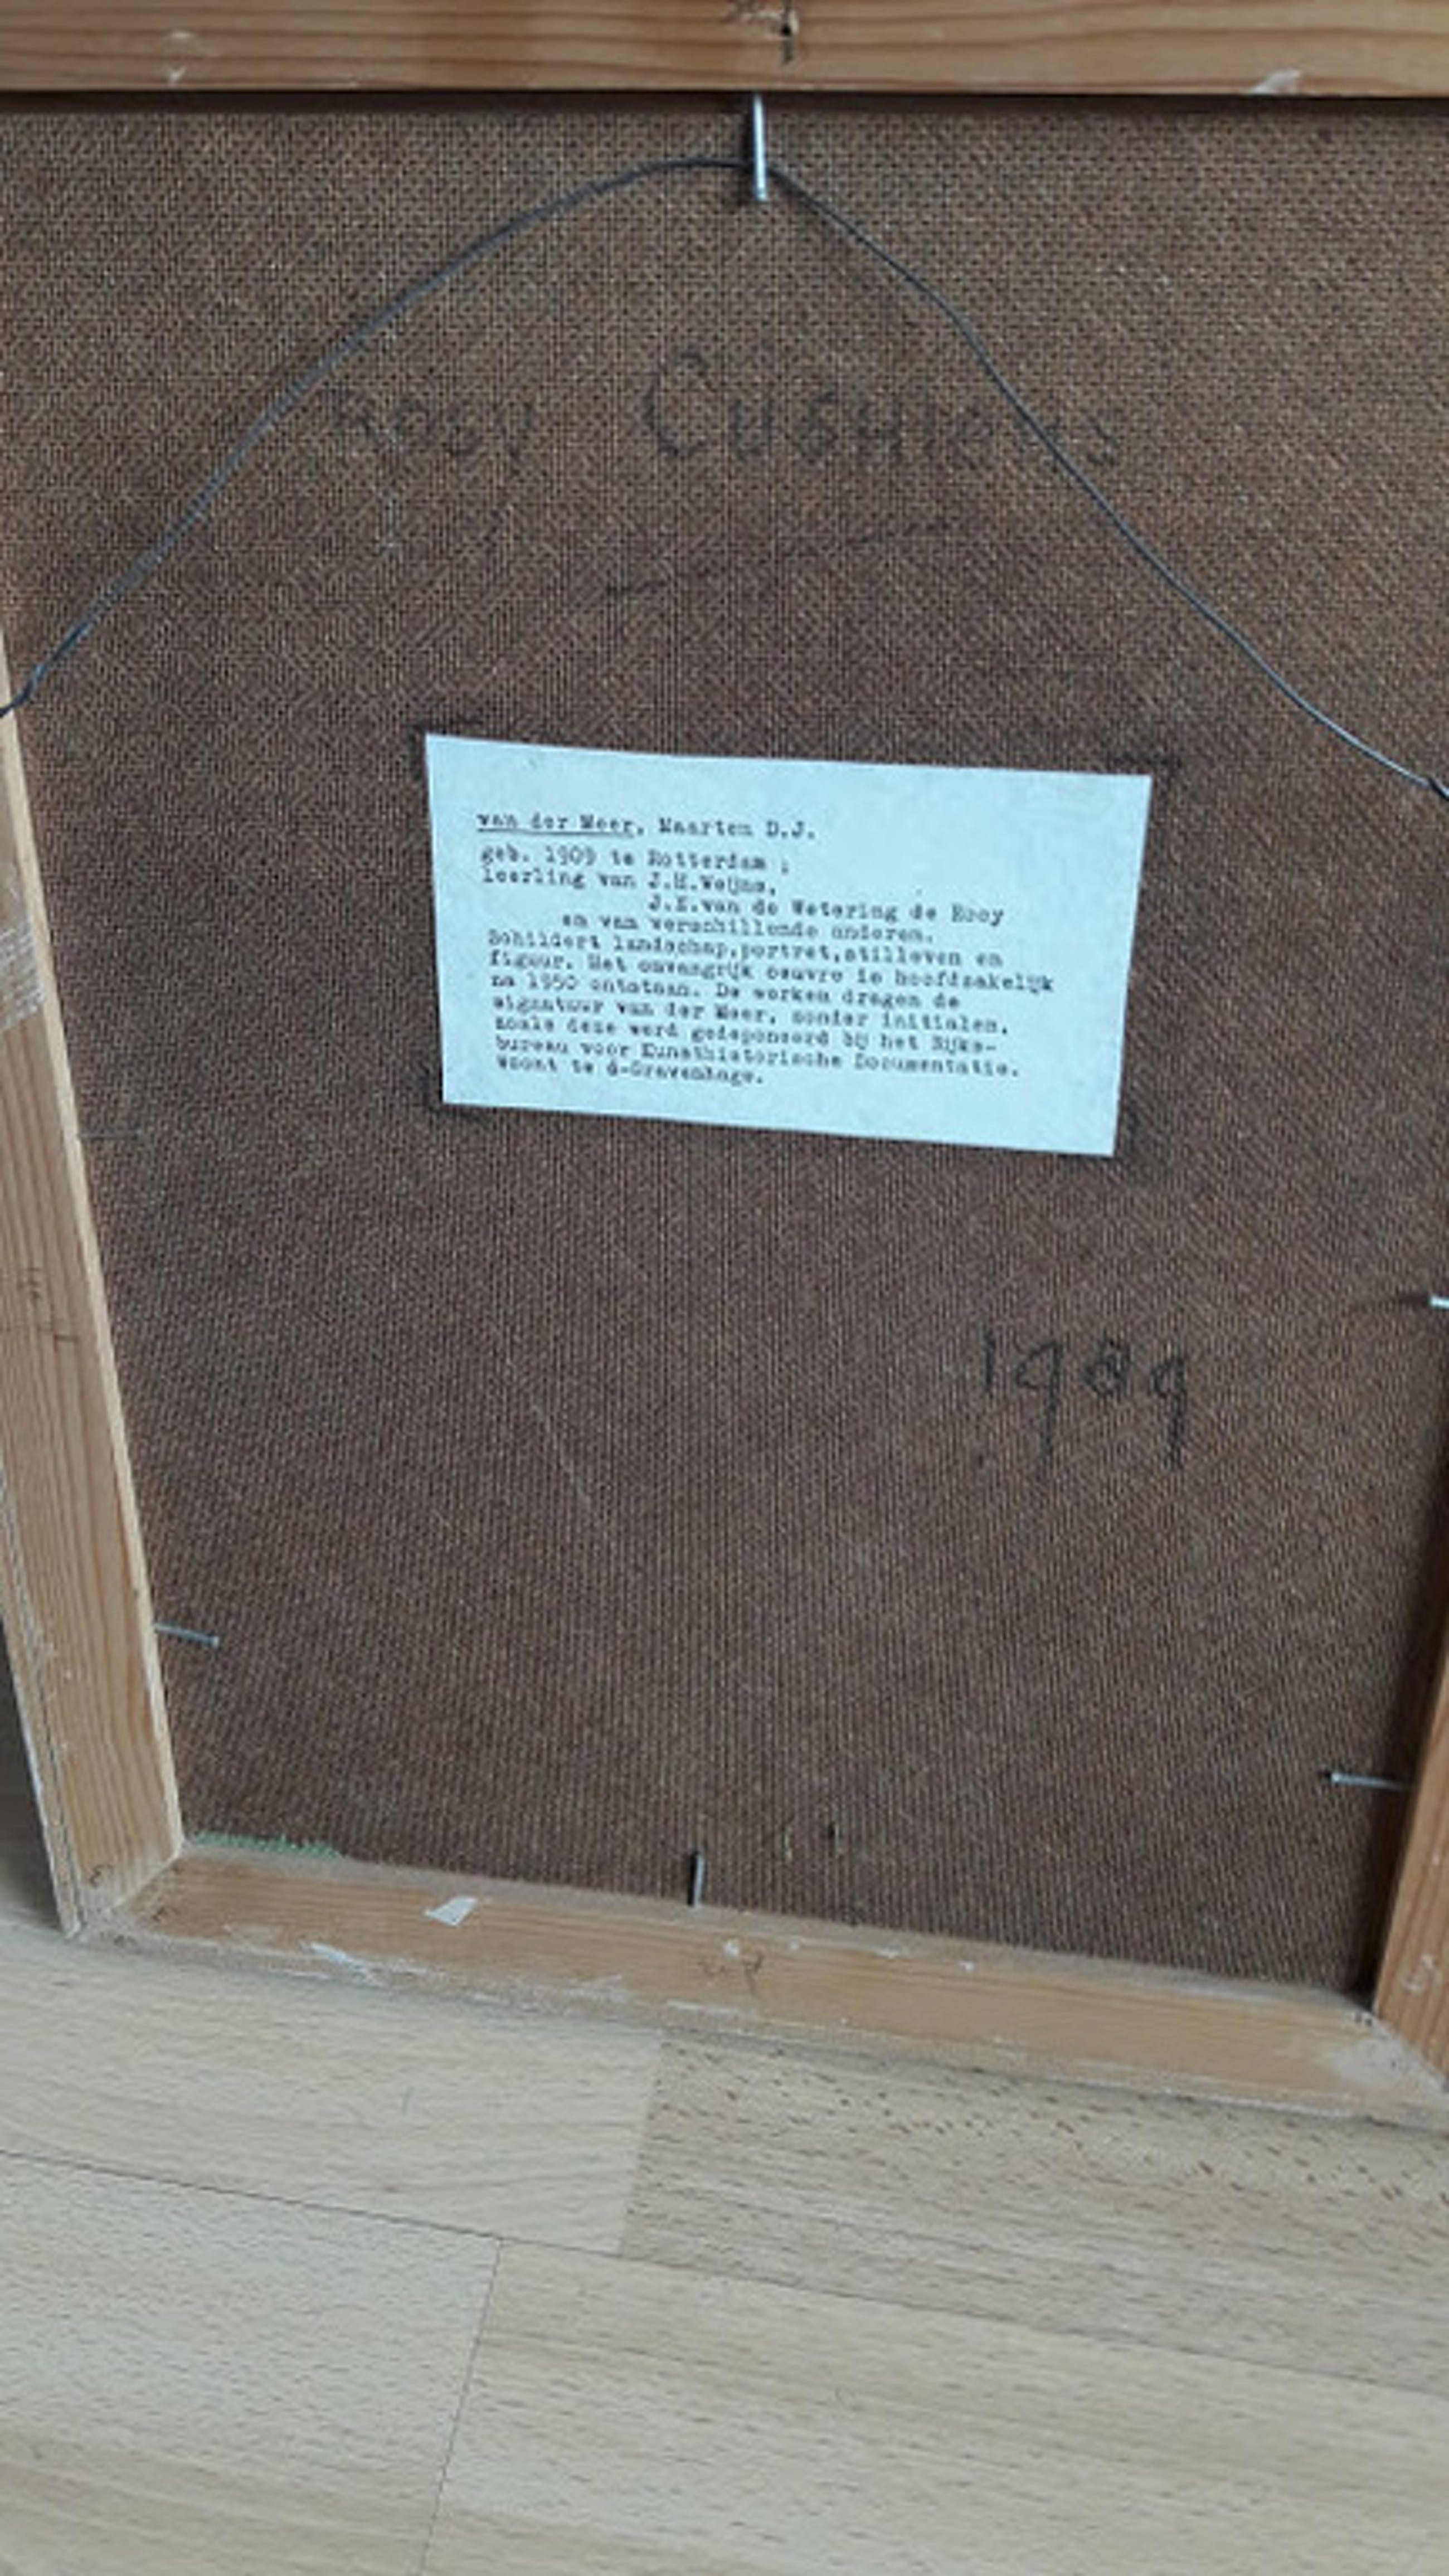 van der Meer, Maarten D.J.
geb. 1909 te Rotterdam ;
leerling van J.H.Weijns,
J.K.van de Wetering de Rooy
en van verschillende anderen.
Schildert landschap,portret,stilleven en
figuur. Het omvangrijk oeuvre is hoofdzakelijk
na 1950 ontstaan. De werken dragen de
signatuur van der Meer, zonder initialen,
zoals deze werd gedeponeerd bij het Rijks-
bureau voor Kunsthistorische Documentatie.
Woont te
1989